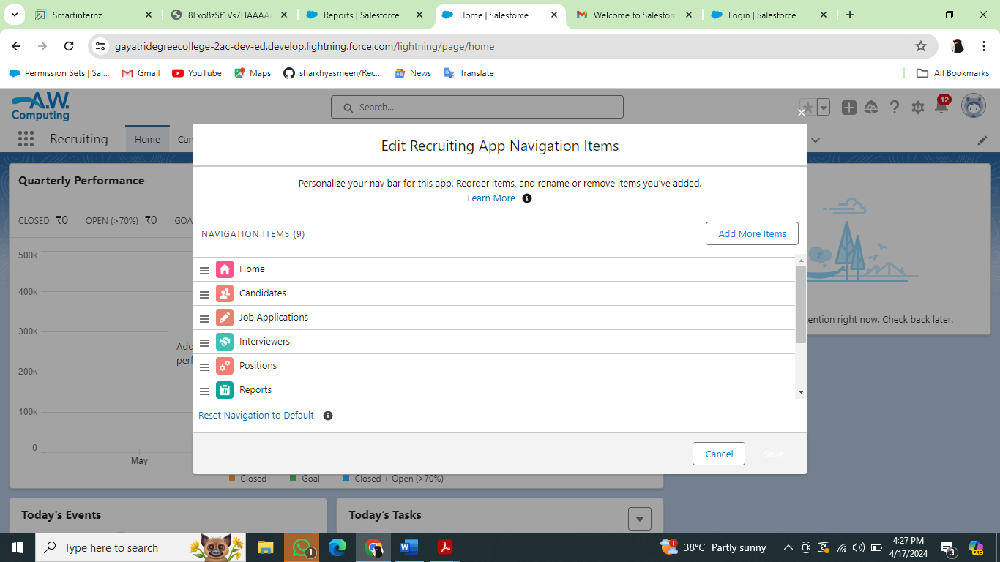 Smartinternz
8Lxo8zSf1Vs7HAAAA
Reports | Salesforce
Home | Salesforce
Welcome to Salesforc
Login | Salesforce
gayatridegreecollege-2ac-dev-ed.develop.lightning.force.com/lightning/page/home
Permission Sets | Sal...
Gmail
YouTube
Maps
shaikhyasmeen/Rec...
News
Translate
All Bookmarks
A.W.
Computing
Search...
12
Recruiting
Home
Can
Edit Recruiting App Navigation Items
Quarterly Performance
Personalize your nav bar for this app. Reorder items, and rename or remove items you've added.
Learn More
CLOSED ₹0 OPEN (>70%) ₹0 GOA
NAVIGATION ITEMS (9)
Add More Items
500K
400K
300K
200K
100K
0
May
Add
perf
Home
Candidates
Job Applications
Interviewers
Positions
Reports
z
ention right now. Check back later.
Reset Navigation to Default
Cancel
Save
Closed
Goal
Closed + Open (>70%)
Today's Events
Today's Tasks
Type here to search
1
W
1
38°C Partly sunny
4:27 PM
4/17/2024
3
PRE